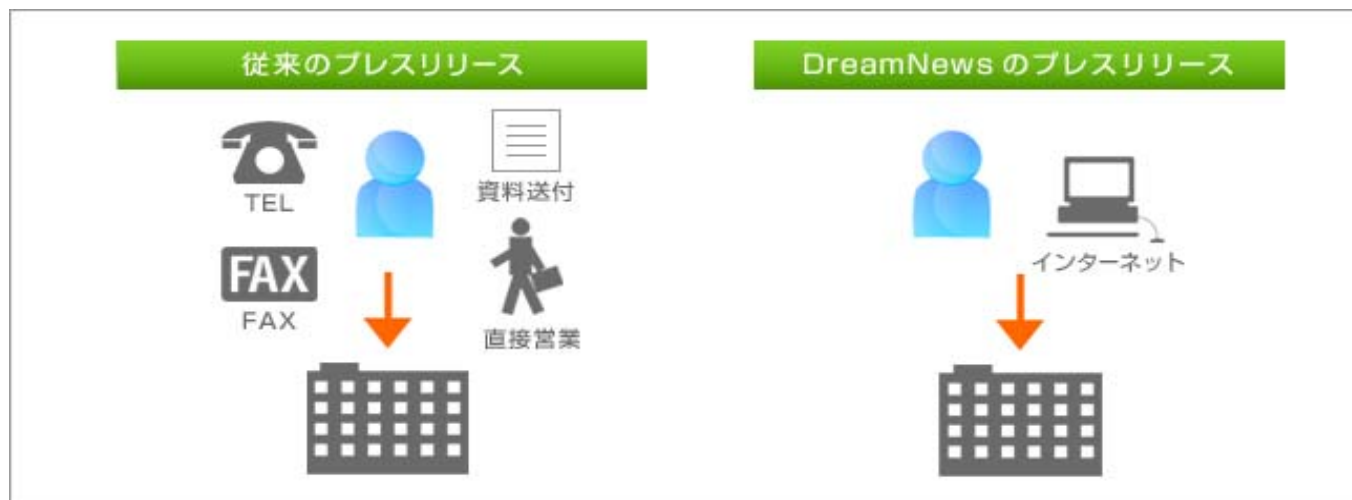 従来のプレスリリース
TEL
資料送付
FAX
FAX
直接営業
DreamNews のプレスリリース
インターネット